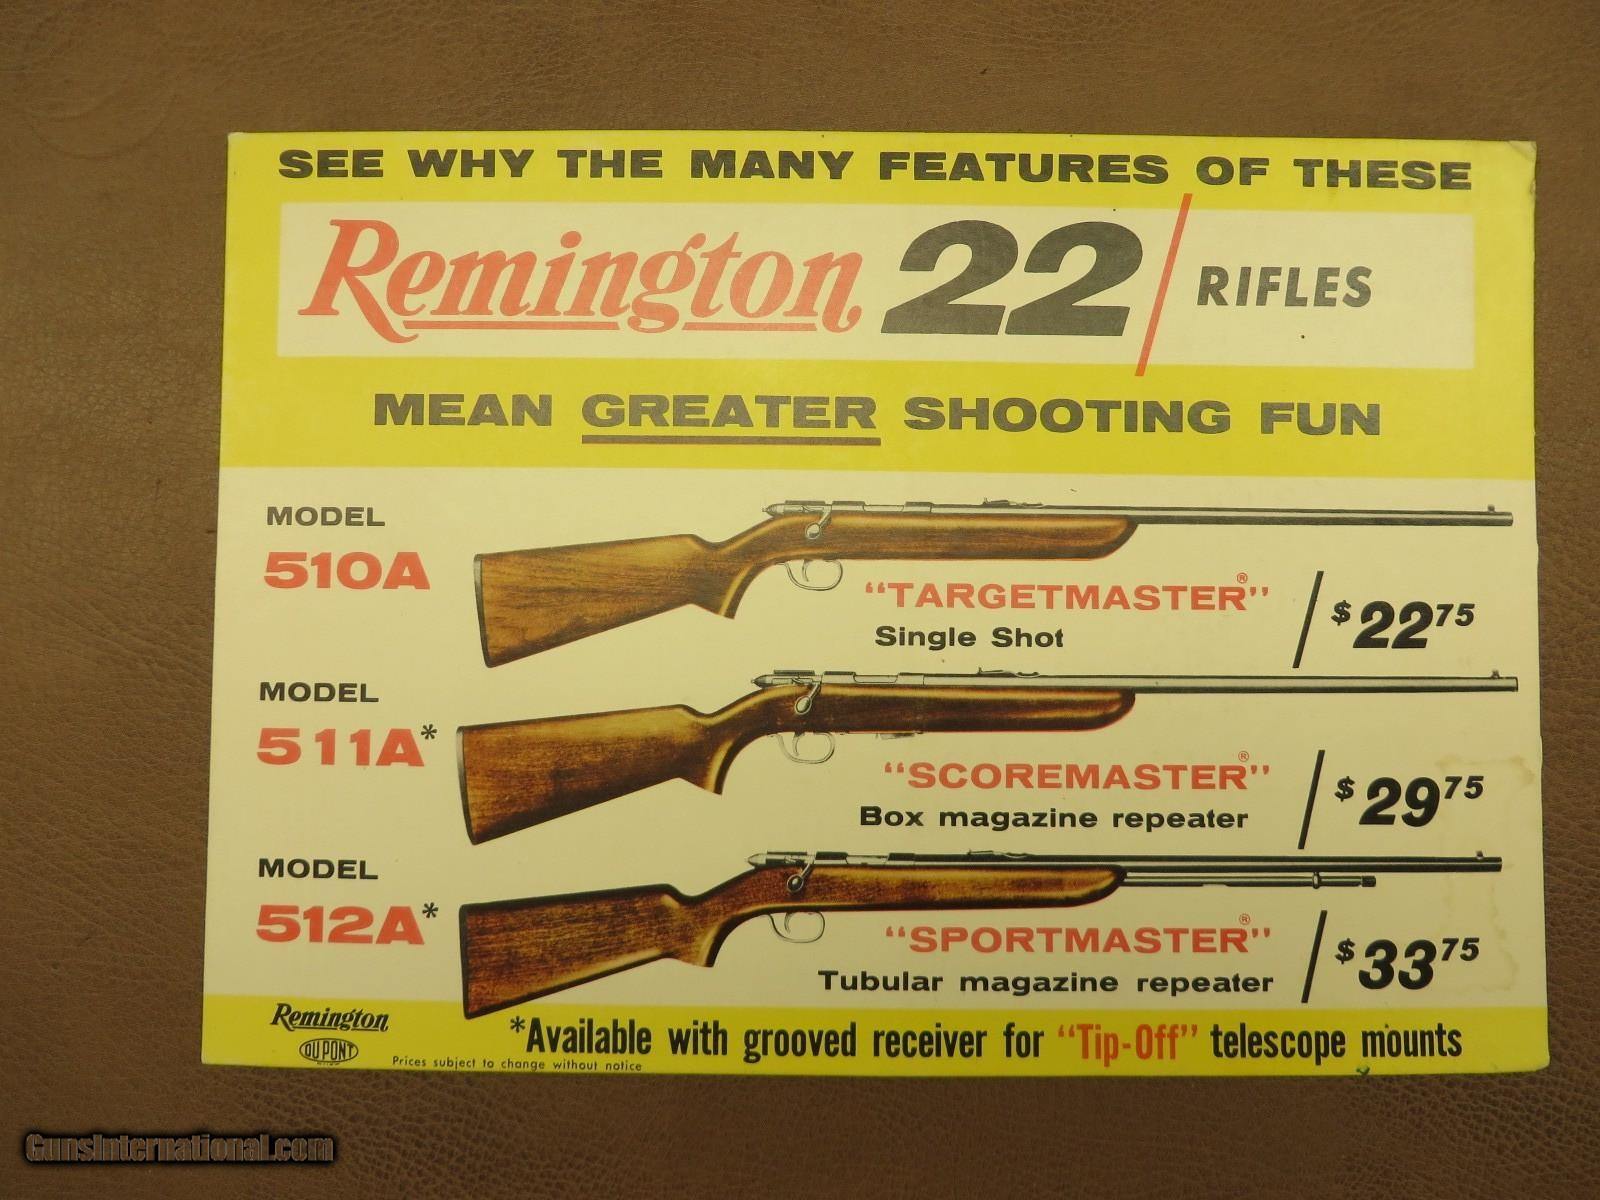 SEE WHY THE MANY FEATURES OF THESE
Remington 22 / RIFLES
MEAN GREATER SHOOTING FUN
MODEL
510A
"TARGETMASTER®"
Single Shot
$22 75
MODEL
511A*
"SCOREMASTER®"
Box magazine repeater
$29 75
MODEL
512A*
"SPORTMASTER®"
Tubular magazine repeater
$33 75
Remington
DU PONT
*Available with grooved receiver for "Tip-Off" telescope mounts
Prices subject to change without notice
GunsInternational.com